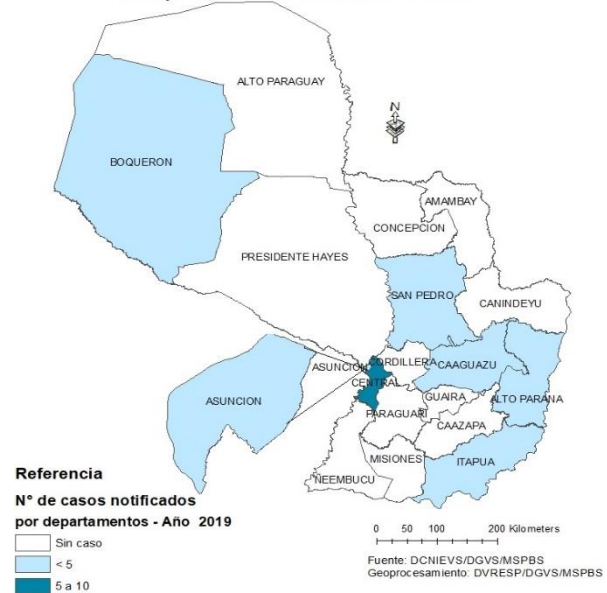 ALTO PARAGUAY
N
BOQUERON
AMAMBAY
CONCEPCION
PRESIDENTE HAYES
SAN PEDRO
CANINDEYU
ASUNCION
CORDILLERA
CAAGUAZU
CENTRAL
ASUNCION
GUAIRA
ALTO PARANA
PARAGUARI
CAAZAPA
MISIONES
ITAPUA
ÑEEMBUCU
Referencia
N° de casos notificados
por departamentos - Año 2019
Sin caso
< 5
5 a 10
0 50 100 200 Kilometers
Fuente: DCNIEVS/DGVS/MSPBS
Geoprocesamiento: DVRESP/DGVS/MSPBS